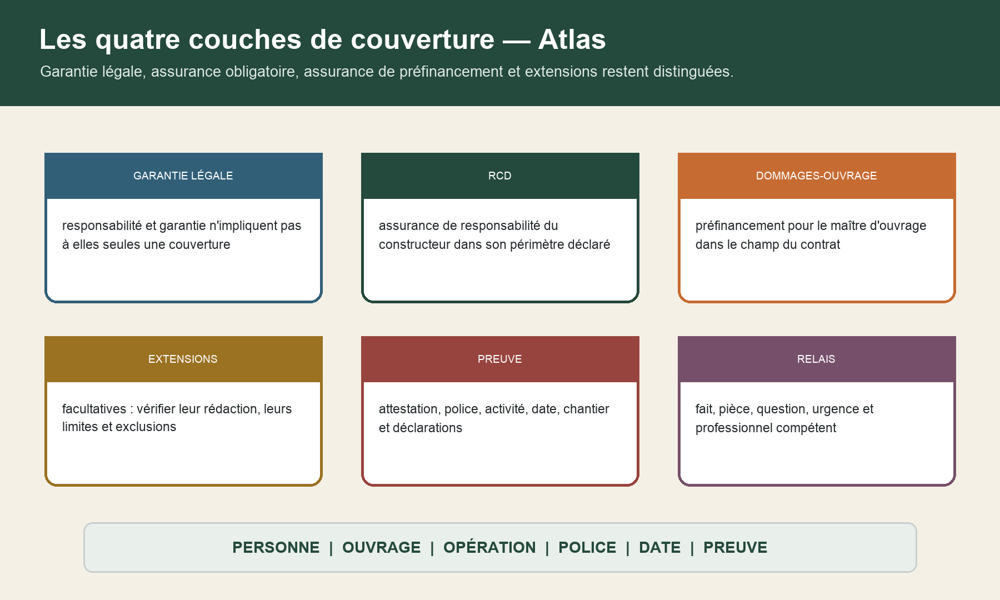 Les quatre couches de couverture — Atlas
Garantie légale, assurance obligatoire, assurance de préfinancement et extensions restent distinguées.
GARANTIE LÉGALE
responsabilité et garantie n'impliquent pas
à elles seules une couverture
RCD
assurance de responsabilité du
constructeur dans son périmètre déclaré
DOMMAGES-OUVRAGE
préfinancement pour le maître d'ouvrage
dans le champ du contrat
EXTENSIONS
facultatives : vérifier leur rédaction, leurs
limites et exclusions
PREUVE
attestation, police, activité, date, chantier
et déclarations
RELAIS
fait, pièce, question, urgence et
professionnel compétent
PERSONNE | OUVRAGE | OPÉRATION | POLICE | DATE | PREUVE